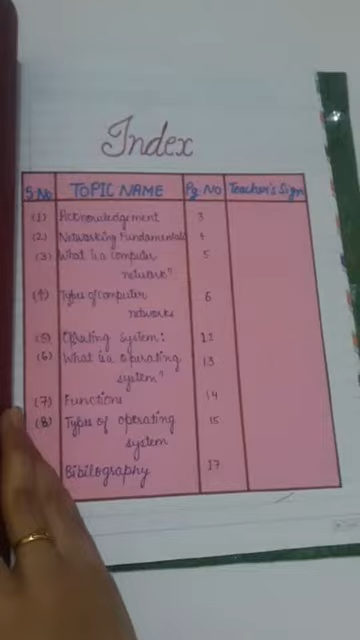 Index
S.No TOPIC NAME Pg. No Teacher's Sign
(1) Acknowledgement 3
(2) Networking Fundamentals 4
(3) What is a computer 5
network?
(4) Types of computer 6
networks
(5) Operating System: 12
(6) What is a operating 13
system?
(7) Functions 14
(8) Types of operating 15
system
Bibilography 17